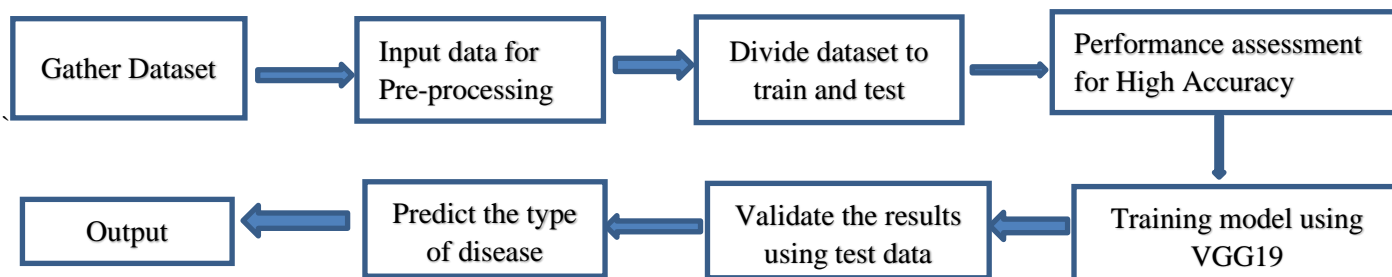 Gather Dataset
Input data for
Pre-processing
Divide dataset to
train and test
Performance assessment
for High Accuracy
`
Training model using
VGG19
Validate the results
using test data
Predict the type
of disease
Output